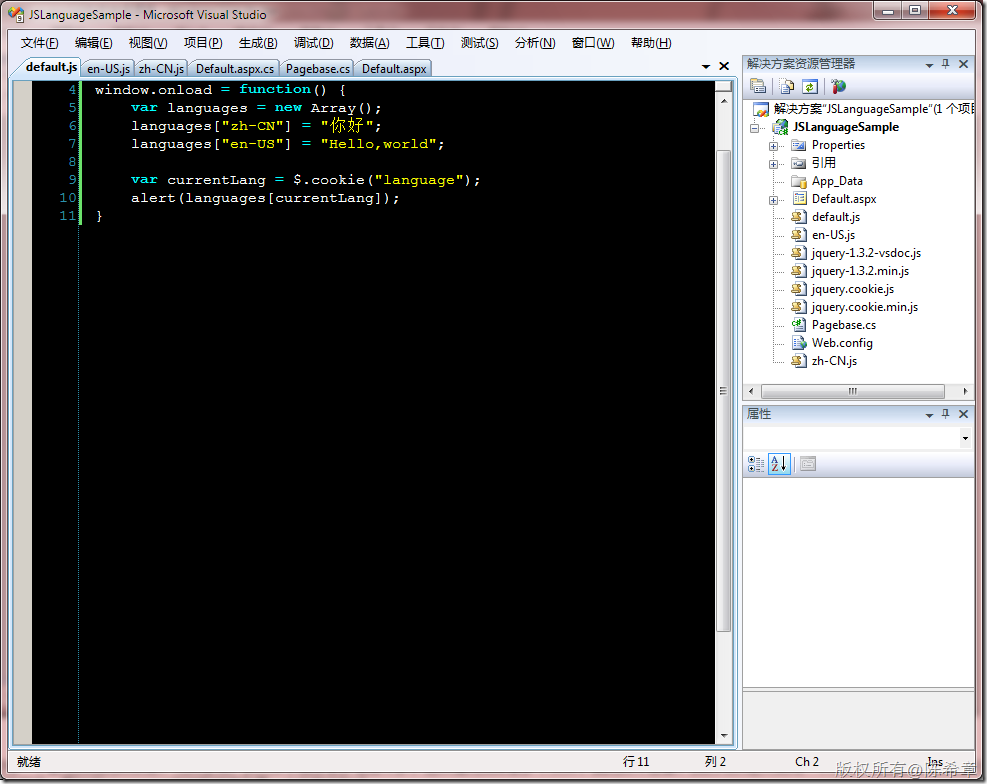 JSLanguageSample - Microsoft Visual Studio
文件(F) 编辑(E) 视图(V) 项目(P) 生成(B) 调试(D) 数据(A) 工具(T) 测试(S) 分析(N) 窗口(W) 帮助(H)
default.js en-US.js zh-CN.js Default.aspx.cs Pagebase.cs Default.aspx
4 window.onload = function() {
5 var languages = new Array();
6 languages["zh-CN"] = "你好";
7 languages["en-US"] = "Hello,world";
8
9 var currentLang = $.cookie("language");
10 alert(languages[currentLang]);
11 }
解决方案资源管理器
解决方案"JSLanguageSample"(1 个项
JSLanguageSample
Properties
引用
App_Data
Default.aspx
default.js
en-US.js
jquery-1.3.2-vsdoc.js
jquery-1.3.2.min.js
jquery.cookie.js
jquery.cookie.min.js
Pagebase.cs
Web.config
zh-CN.js
属性
就绪 行 11 列 2 Ch 2 Ins
版权所有@陈希章